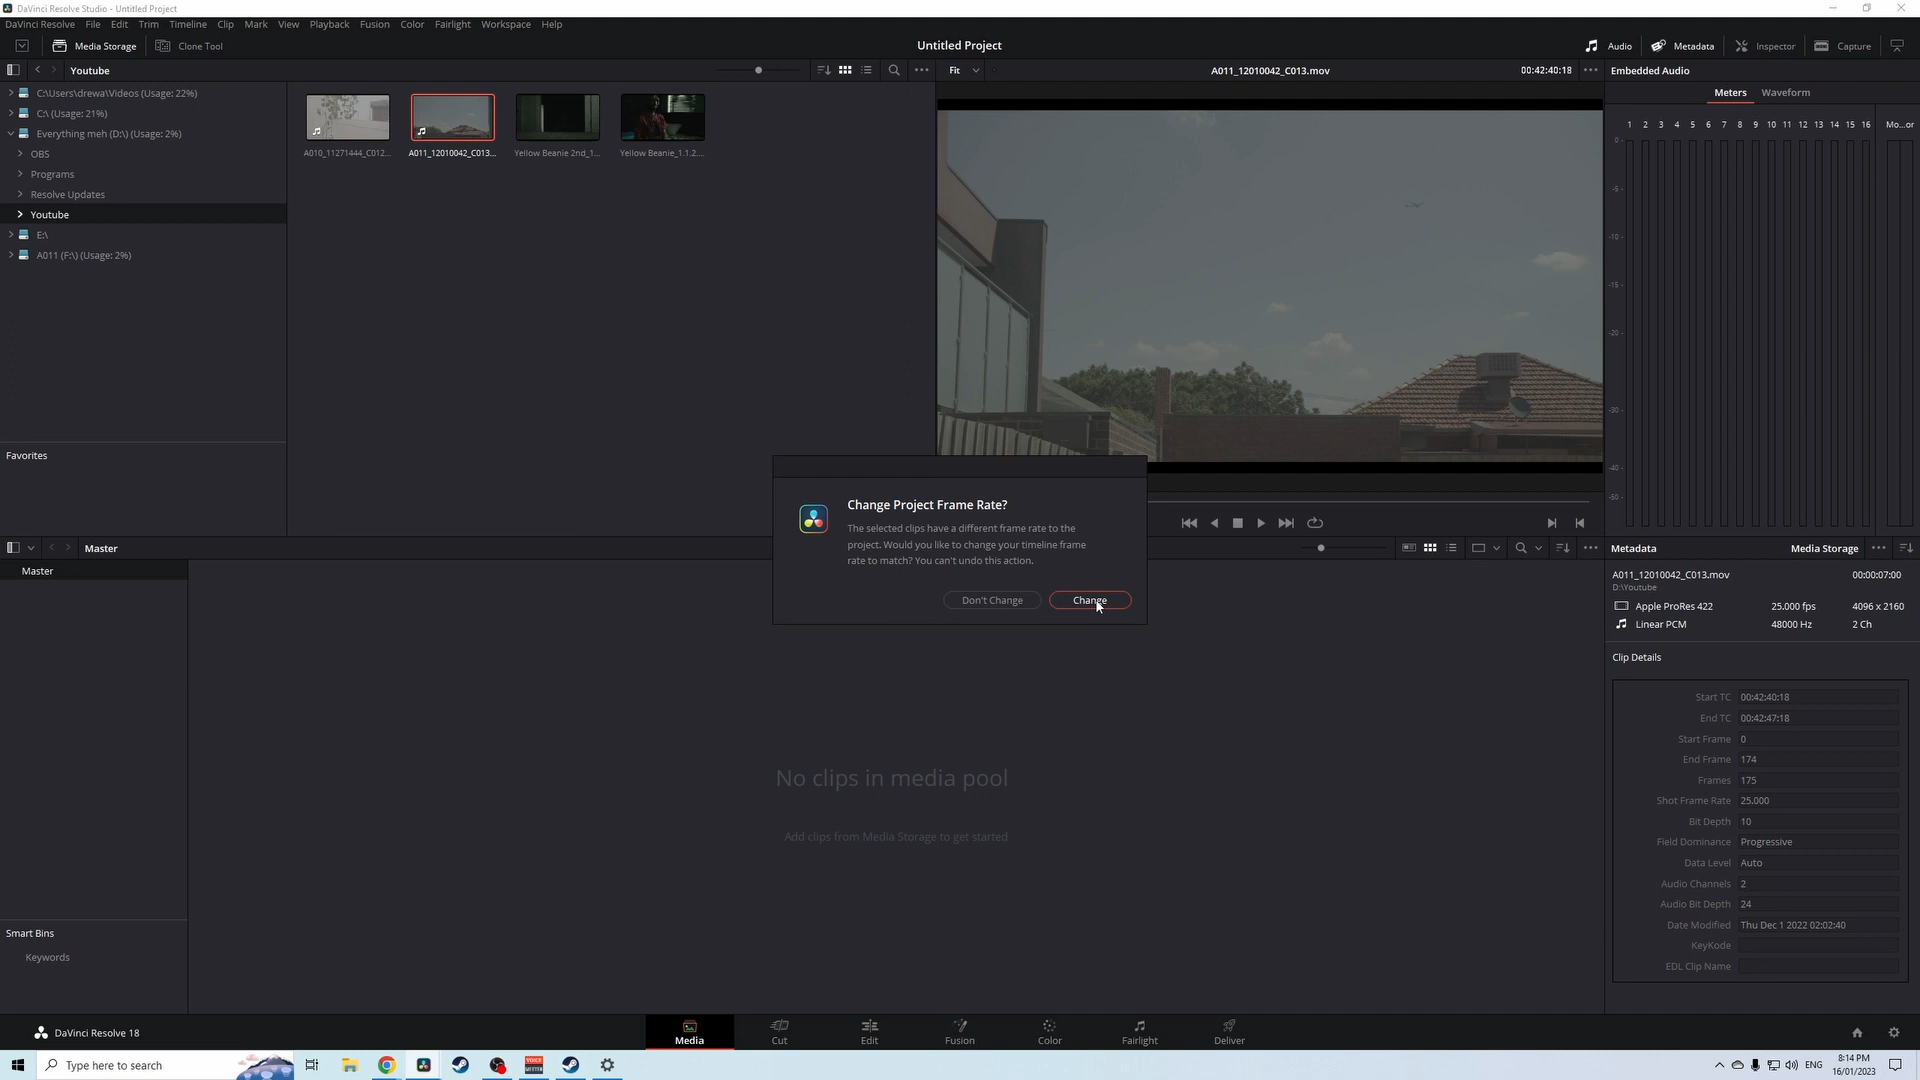 DaVinci Resolve Studio - Untitled Project
DaVinci Resolve File Edit Trim Timeline Clip Mark View Playback Fusion Color Fairlight Workspace Help
Media Storage Clone Tool Untitled Project Audio Metadata Inspector Capture
Youtube Fit A011_12010042_C013.mov 00:42:40:18 Embedded Audio
Meters Waveform
C:\Users\drewa\Videos (Usage: 22%)
C:\ (Usage: 21%)
Everything meh (D:\) (Usage: 2%)
OBS
Programs
Resolve Updates
Youtube
E:\
A011 (F:\) (Usage: 2%)
A010_11271444_C012... A011_12010042_C013... Yellow Beanie 2nd_1... Yellow Beanie_1.1.2....
1 2 3 4 5 6 7 8 9 10 11 12 13 14 15 16 Mo...or
0 -
-5 -
-10 -
-15 -
-20 -
-30 -
-40 -
-50 -
Favorites
Change Project Frame Rate?
The selected clips have a different frame rate to the
project. Would you like to change your timeline frame
rate to match? You can't undo this action.
Don't Change Change
Master
Master
No clips in media pool
Add clips from Media Storage to get started
Smart Bins
Keywords
Metadata Media Storage
A011_12010042_C013.mov 00:00:07:00
D:\Youtube
Apple ProRes 422 25.000 fps 4096 x 2160
Linear PCM 48000 Hz 2 Ch
Clip Details
Start TC 00:42:40:18
End TC 00:42:47:18
Start Frame 0
End Frame 174
Frames 175
Shot Frame Rate 25.000
Bit Depth 10
Field Dominance Progressive
Data Level Auto
Audio Channels 2
Audio Bit Depth 24
Date Modified Thu Dec 1 2022 02:02:40
KeyKode
EDL Clip Name
DaVinci Resolve 18 Media Cut Edit Fusion Color Fairlight Deliver
Type here to search
VOICE
ENG
8:14 PM
16/01/2023